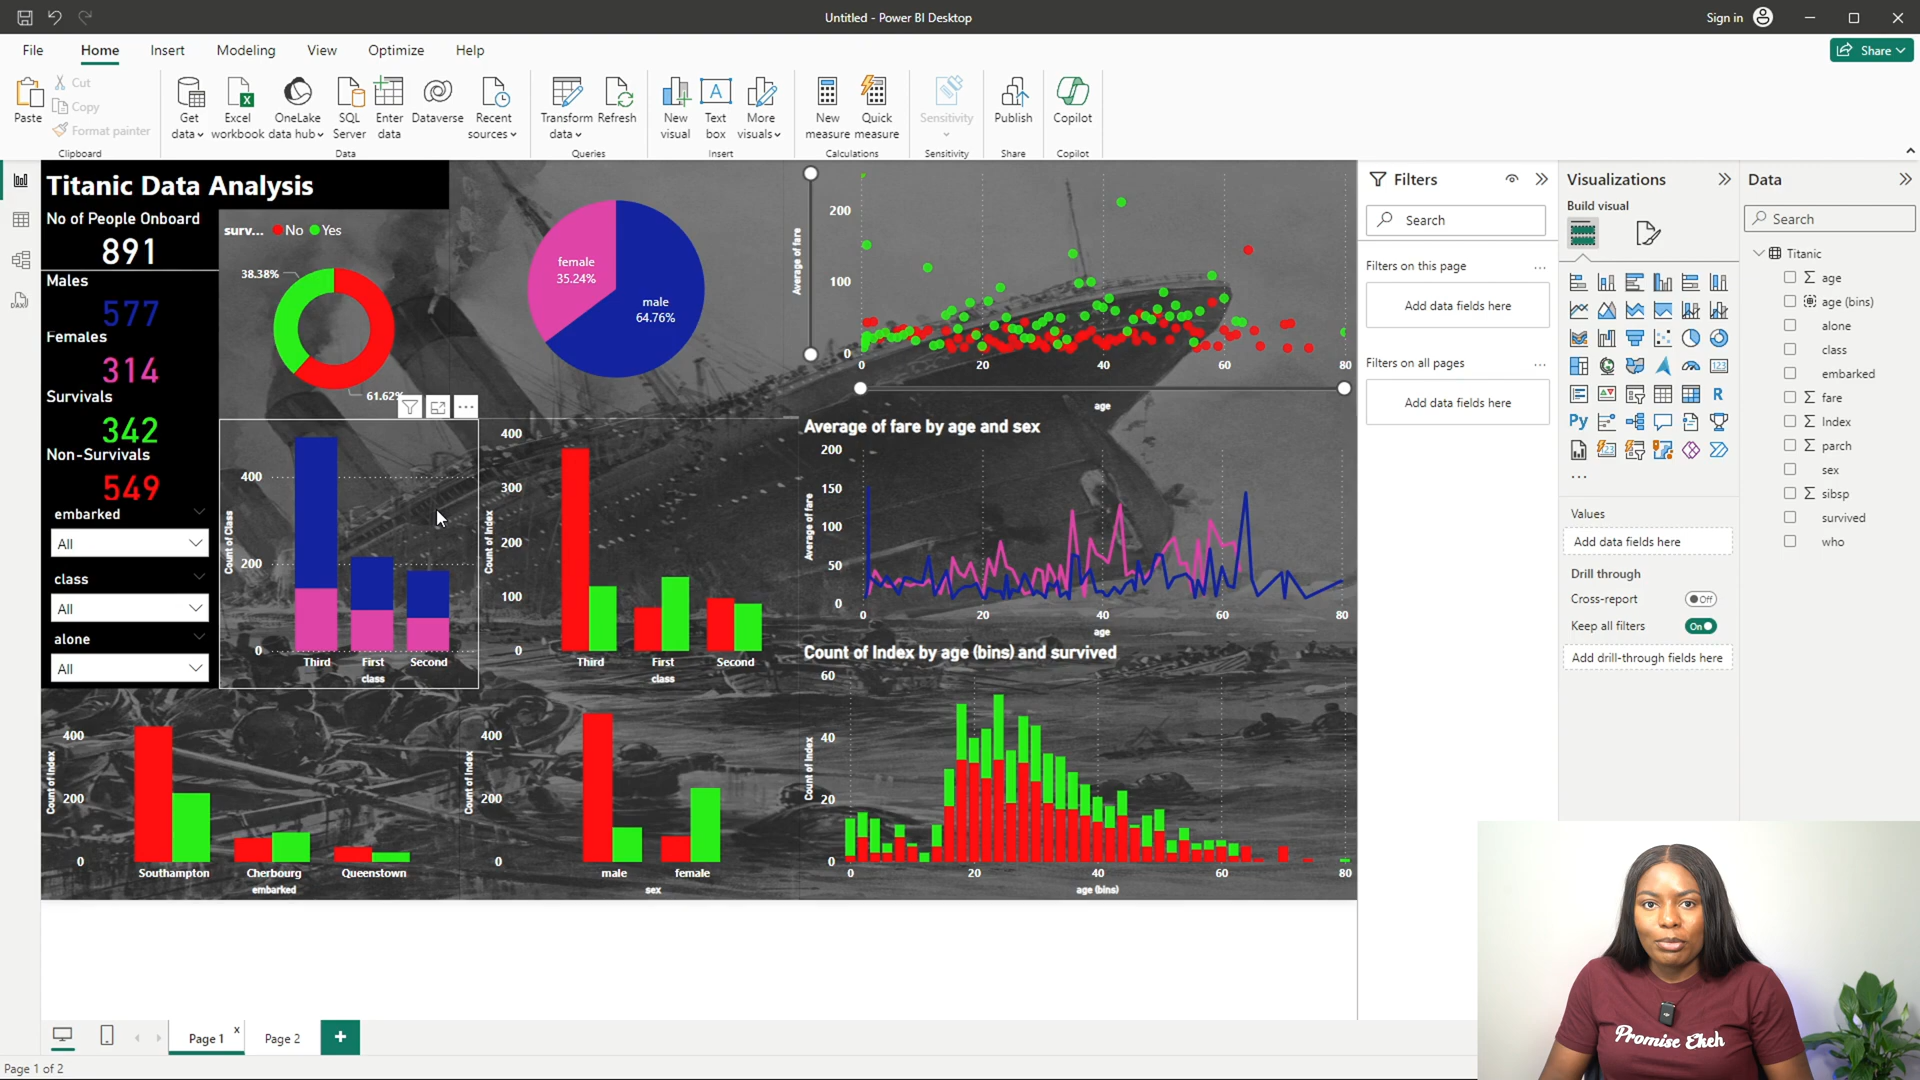 Untitled - Power BI Desktop
Sign in
File
Home
Insert
Modeling
View
Optimize
Help
Share
Paste
Cut
Copy
Format painter
Clipboard
Get data
Excel workbook
OneLake data hub
SQL Server
Enter data
Dataverse
Recent sources
Data
Transform data
Refresh
Queries
New visual
Text box
More visuals
Insert
New measure
Quick measure
Calculations
Sensitivity
Sensitivity
Publish
Share
Copilot
Copilot
Titanic Data Analysis
No of People Onboard
891
Males
577
Females
314
Survivals
342
Non-Survivals
549
embarked
All
class
All
alone
All
surv... No Yes
38.38%
61.62%
female
35.24%
male
64.76%
Average of fare
200
100
0
0 20 40 60 80
age
Count of Class
400
200
0
Third First Second
class
Count of Index
400
300
200
100
0
Third First Second
class
Average of fare by age and sex
Average of fare
200
150
100
50
0
0 20 40 60 80
age
Count of Index by age (bins) and survived
Count of Index
60
40
20
0
0 20 40 60 80
age (bins)
Count of Index
400
200
0
Southampton Cherbourg Queenstown
embarked
Count of Index
400
200
0
male female
sex
Filters
Search
Filters on this page
Add data fields here
Filters on all pages
Add data fields here
Visualizations
Build visual
R
Py
123
Values
Add data fields here
Drill through
Cross-report Off
Keep all filters On
Add drill-through fields here
Data
Search
Titanic
age
age (bins)
alone
class
embarked
fare
Index
parch
sex
sibsp
survived
who
Page 1
Page 2
Page 1 of 2
Promise Ekeh